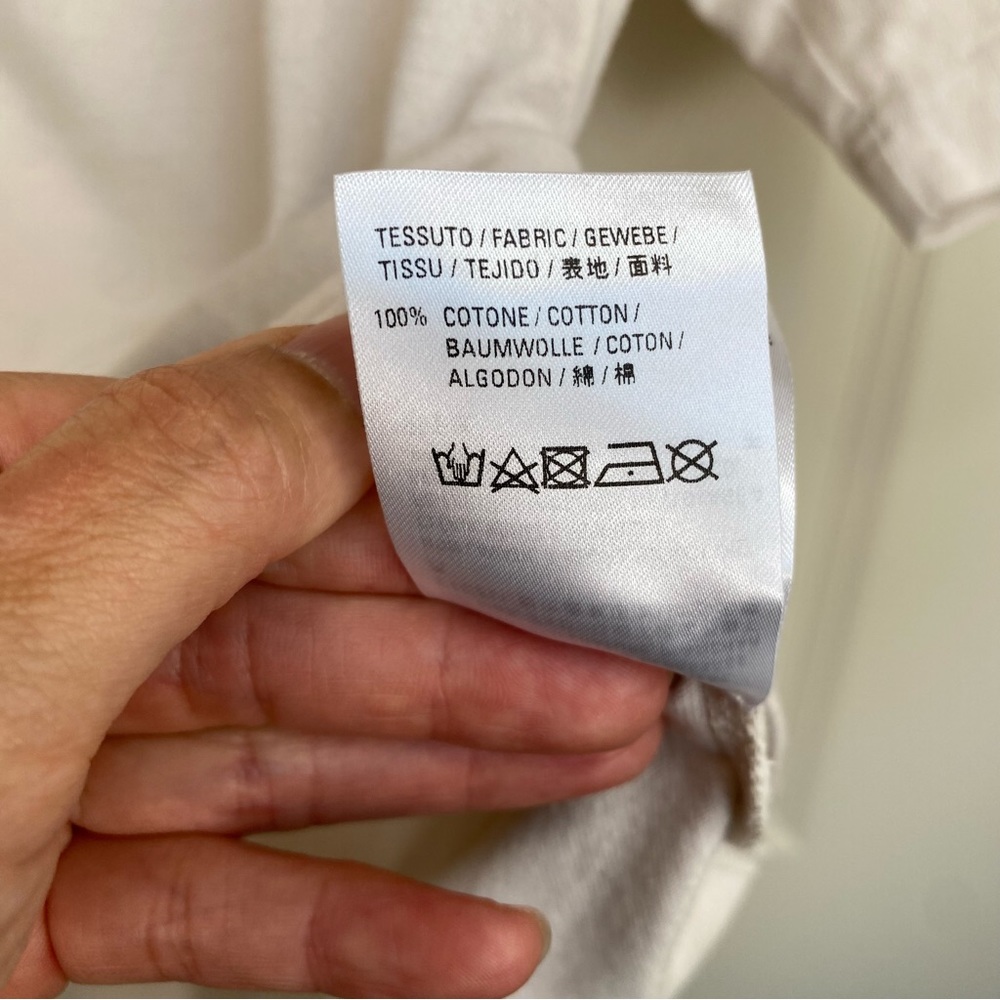 TESSUTO / FABRIC / GEWEBE /
TISSU / TEJIDO / 表地 / 面料
100% COTONE / COTTON /
BAUMWOLLE / COTON /
ALGODON / 綿 / 棉